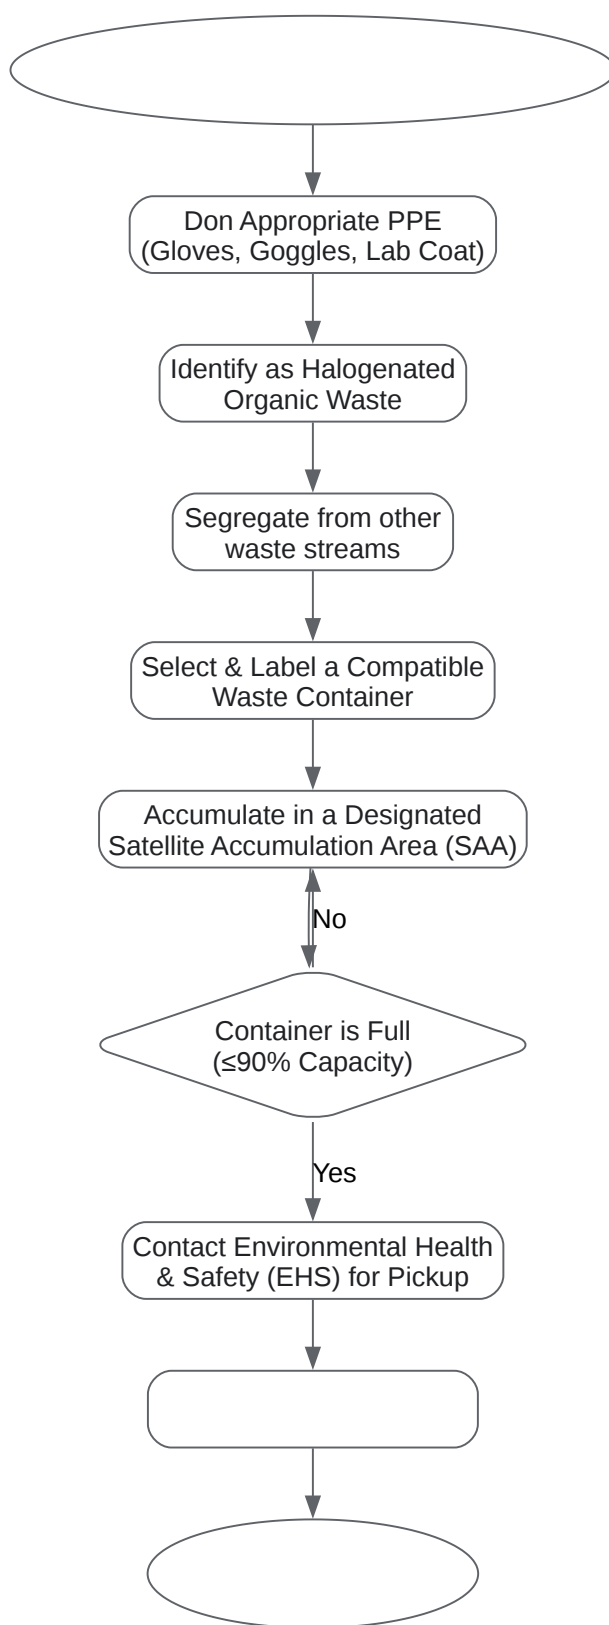 Don Appropriate PPE
(Gloves, Goggles, Lab Coat)
Identify as Halogenated
Organic Waste
Segregate from other
waste streams
Select & Label a Compatible
Waste Container
Accumulate in a Designated
Satellite Accumulation Area (SAA)
No
Container is Full
(≤90% Capacity)
Yes
Contact Environmental Health
& Safety (EHS) for Pickup